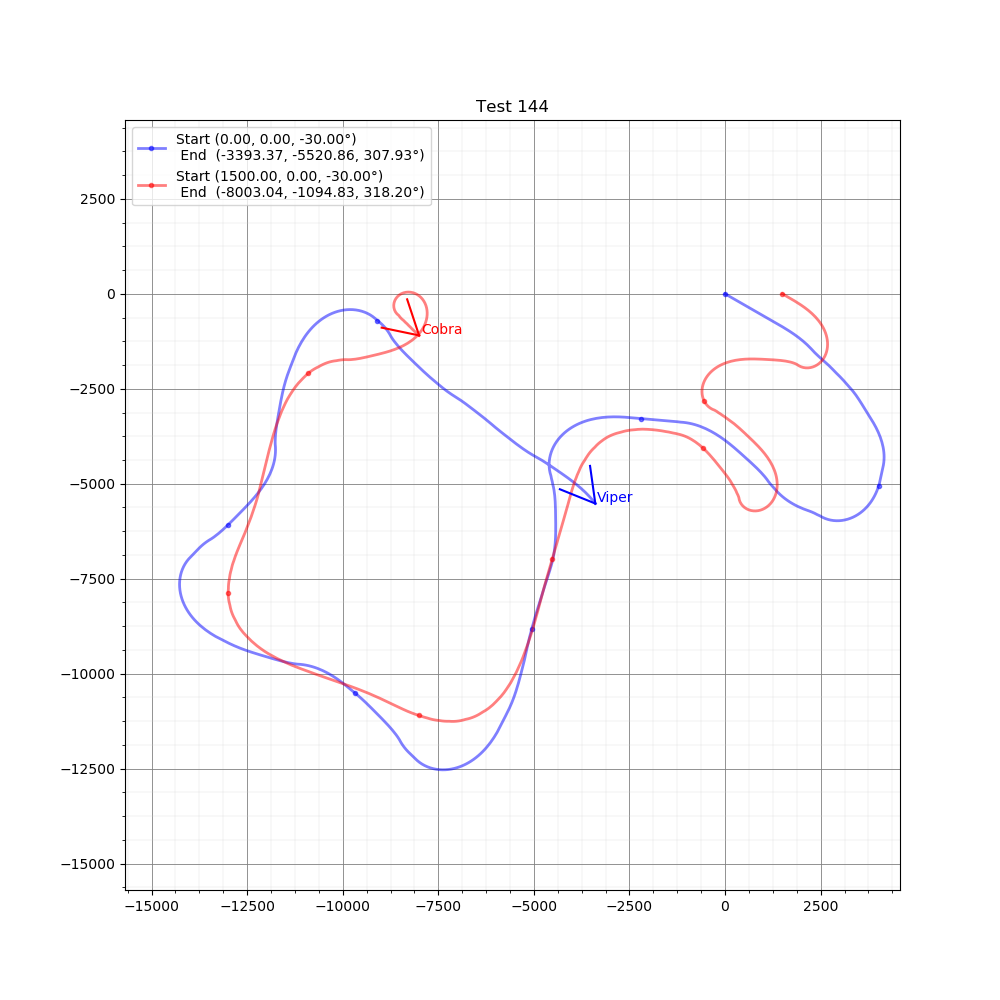 Test 144
Start (0.00, 0.00, -30.00°)
End (-3393.37, -5520.86, 307.93°)
Start (1500.00, 0.00, -30.00°)
End (-8003.04, -1094.83, 318.20°)
2500
0
Cobra
−2500
−5000
Viper
−7500
−10000
−12500
−15000
−15000 −12500 −10000 −7500 −5000 −2500 0 2500